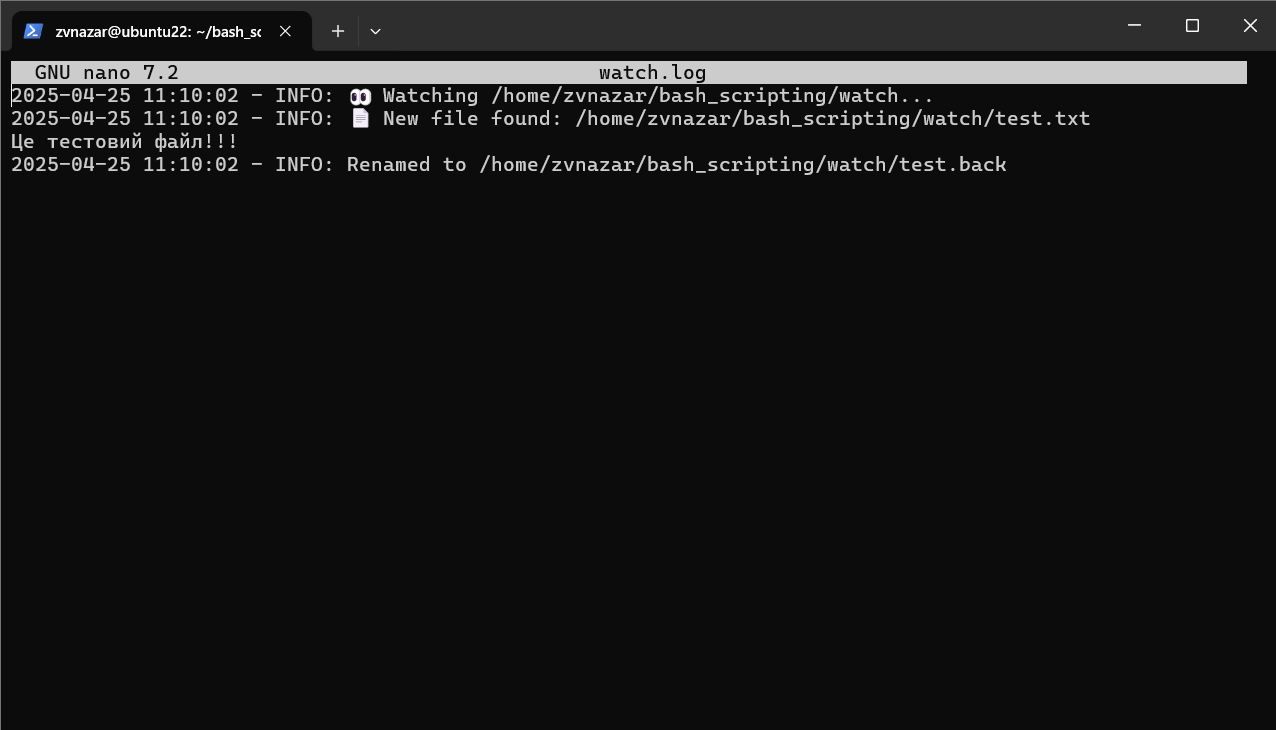 zvnazar@ubuntu22: ~/bash_sc
GNU nano 7.2 watch.log
2025-04-25 11:10:02 - INFO: 👀 Watching /home/zvnazar/bash_scripting/watch...
2025-04-25 11:10:02 - INFO: 📄 New file found: /home/zvnazar/bash_scripting/watch/test.txt
Це тестовий файл!!!
2025-04-25 11:10:02 - INFO: Renamed to /home/zvnazar/bash_scripting/watch/test.back